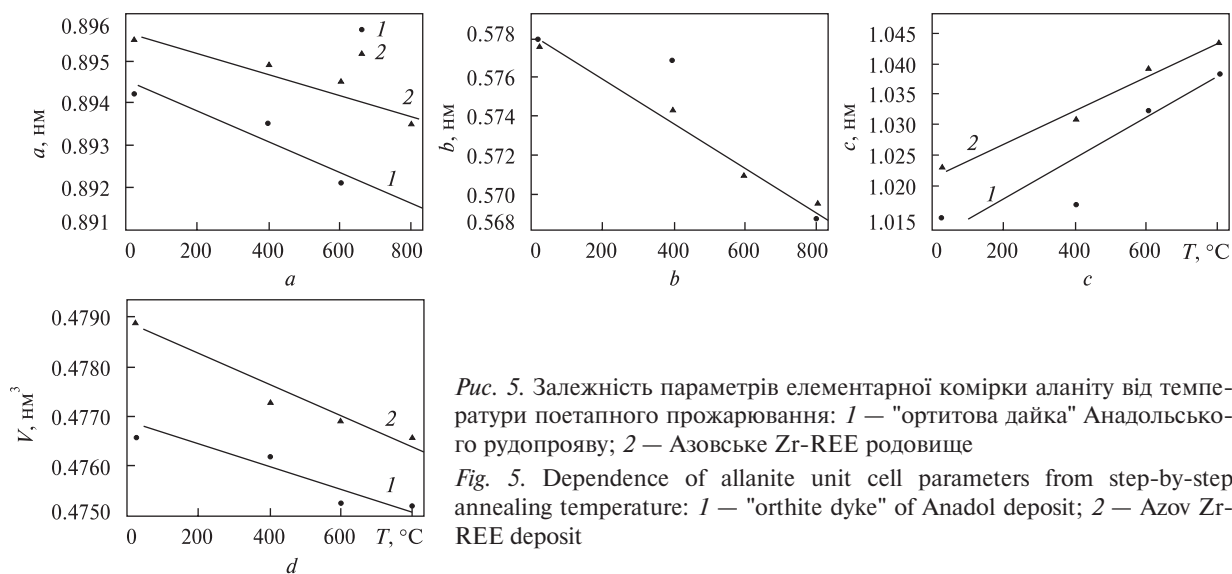 0.896
0.895
0.894
0.893
0.892
0.891
a, нм
1
2
2
1
0 200 400 600 800
a
0.578
0.576
0.574
0.572
0.570
0.568
b, нм
0 200 400 600 800
b
1.045
1.040
1.035
1.030
1.025
1.020
1.015
c, нм
2
1
0 200 400 600 T, °C
c
0.4790
0.4780
0.4770
0.4760
0.4750
V, нм³
2
1
0 200 400 600 T, °C
d
Рис. 5. Залежність параметрів елементарної комірки аланіту від темпе-
ратури поетапного прожарювання: 1 — "ортитова дайка" Анадольсько-
го рудопрояву; 2 — Азовське Zr-REE родовище
Fig. 5. Dependence of allanite unit cell parameters from step-by-step
annealing temperature: 1 — "orthite dyke" of Anadol deposit; 2 — Azov Zr-
REE deposit